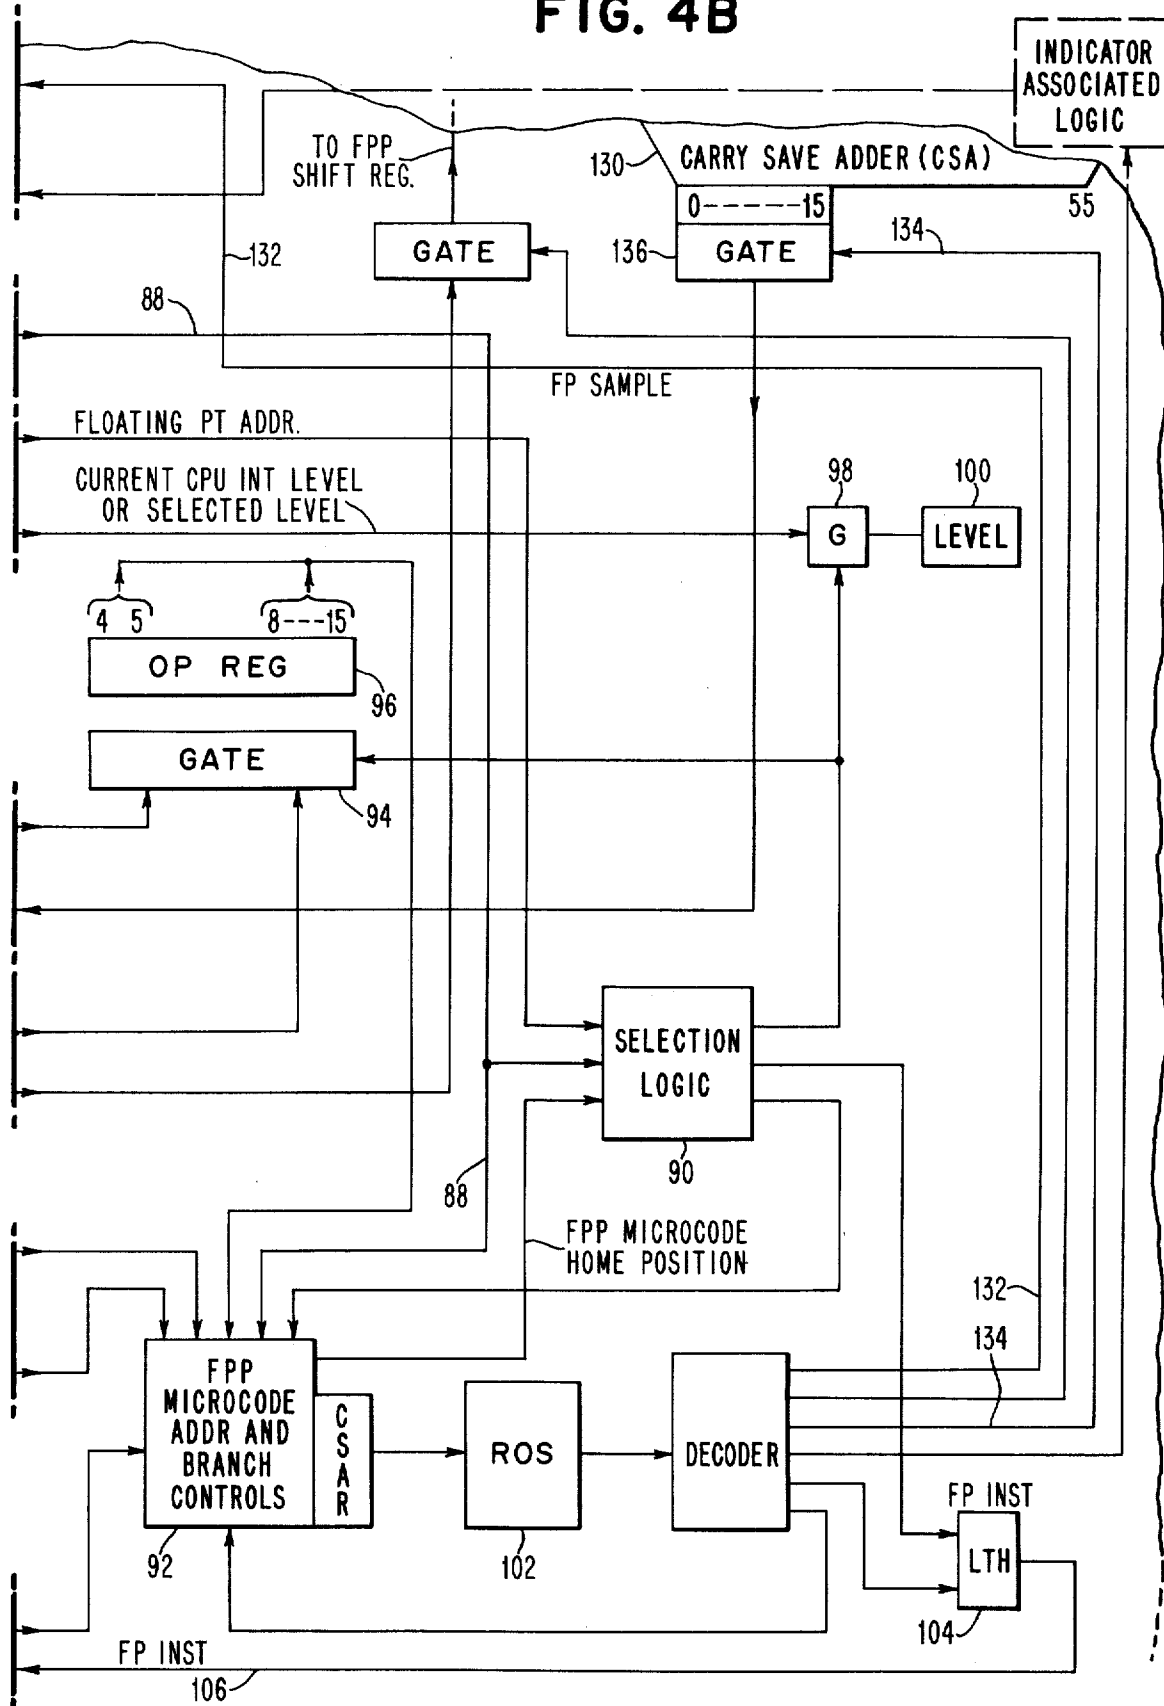 FIG. 4B
INDICATOR
ASSOCIATED
LOGIC
TO FPP
SHIFT REG.
130
CARRY SAVE ADDER (CSA)
0------15
55
GATE
136
GATE
134
132
88
FP SAMPLE
FLOATING PT ADDR.
CURRENT CPU INT LEVEL
OR SELECTED LEVEL
98
100
G
LEVEL
4 5
8---15
OP REG
96
GATE
94
SELECTION
LOGIC
90
88
FPP MICROCODE
HOME POSITION
132
134
FPP
MICROCODE
ADDR AND
BRANCH
CONTROLS
CSAR
92
ROS
102
DECODER
FP INST
LTH
104
FP INST
106